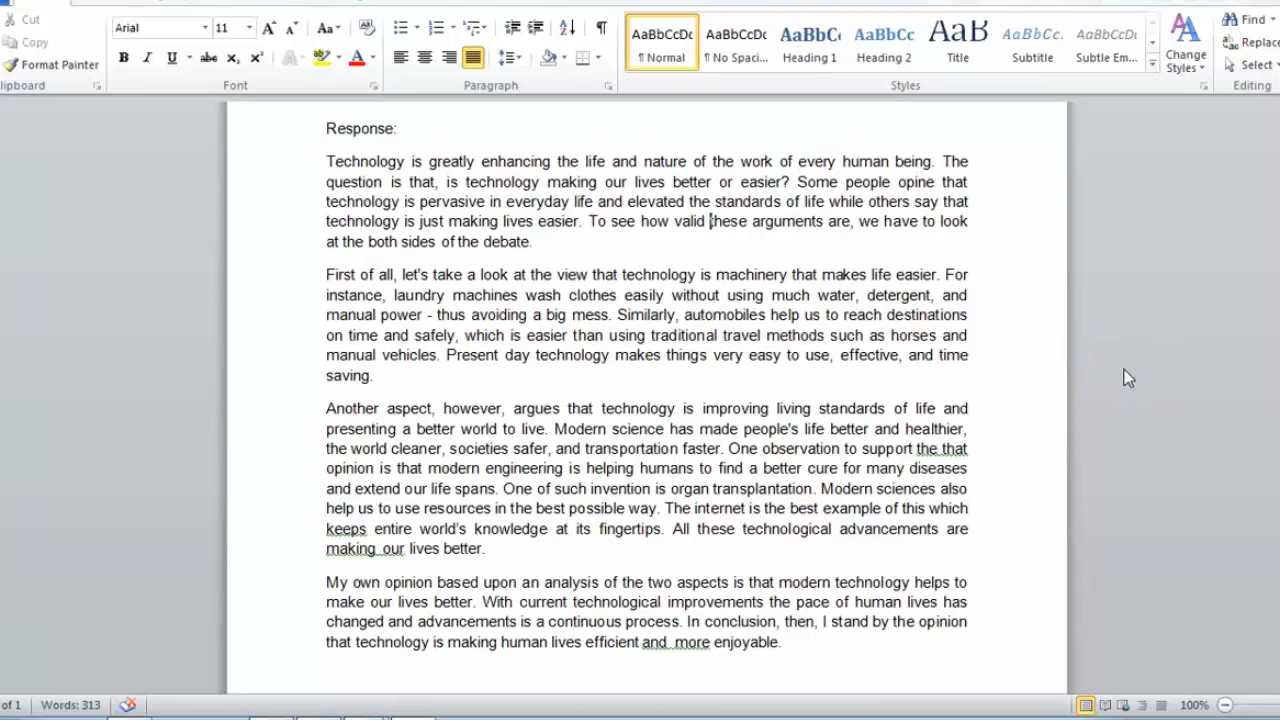 Cut
Copy
Format Painter
lipboard
Arial
11
Aa
B I U abc x₂ x² A A
Font
Paragraph
AaBbCcDc AaBbCcDc AaBbC AaBbCc AaB AaBbCc. AaBbCcDc
¶ Normal ¶ No Spaci... Heading 1 Heading 2 Title Subtitle Subtle Em...
Styles
Change
Styles
Find
Replace
Select
Editing
Response:
Technology is greatly enhancing the life and nature of the work of every human being. The
question is that, is technology making our lives better or easier? Some people opine that
technology is pervasive in everyday life and elevated the standards of life while others say that
technology is just making lives easier. To see how valid these arguments are, we have to look
at the both sides of the debate.
First of all, let's take a look at the view that technology is machinery that makes life easier. For
instance, laundry machines wash clothes easily without using much water, detergent, and
manual power - thus avoiding a big mess. Similarly, automobiles help us to reach destinations
on time and safely, which is easier than using traditional travel methods such as horses and
manual vehicles. Present day technology makes things very easy to use, effective, and time
saving.
Another aspect, however, argues that technology is improving living standards of life and
presenting a better world to live. Modern science has made people's life better and healthier,
the world cleaner, societies safer, and transportation faster. One observation to support the that
opinion is that modern engineering is helping humans to find a better cure for many diseases
and extend our life spans. One of such invention is organ transplantation. Modern sciences also
help us to use resources in the best possible way. The internet is the best example of this which
keeps entire world's knowledge at its fingertips. All these technological advancements are
making our lives better.
My own opinion based upon an analysis of the two aspects is that modern technology helps to
make our lives better. With current technological improvements the pace of human lives has
changed and advancements is a continuous process. In conclusion, then, I stand by the opinion
that technology is making human lives efficient and more enjoyable.
of 1 Words: 313
100%